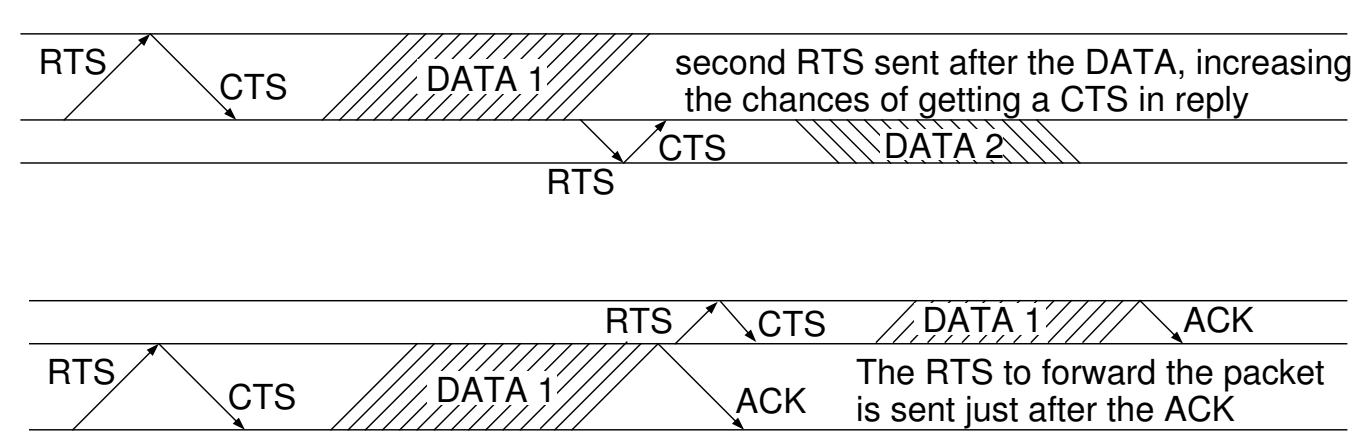 RTS
CTS
DATA 1
second RTS sent after the DATA, increasing
the chances of getting a CTS in reply
CTS
DATA 2
RTS
RTS
CTS
DATA 1
ACK
RTS
CTS
DATA 1
ACK
The RTS to forward the packet
is sent just after the ACK